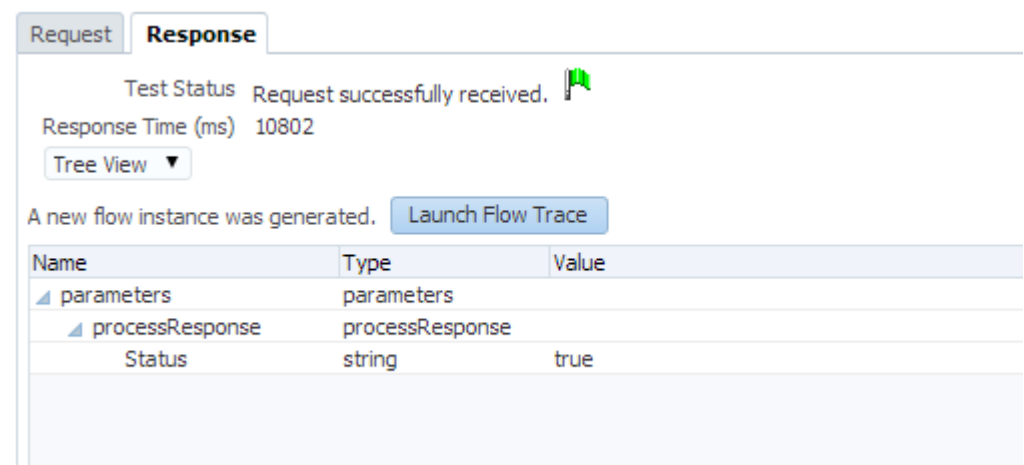 Request Response
Test Status Request successfully received.
Response Time (ms) 10802
Tree View
A new flow instance was generated. Launch Flow Trace
Name Type Value
parameters parameters
processResponse processResponse
Status string true